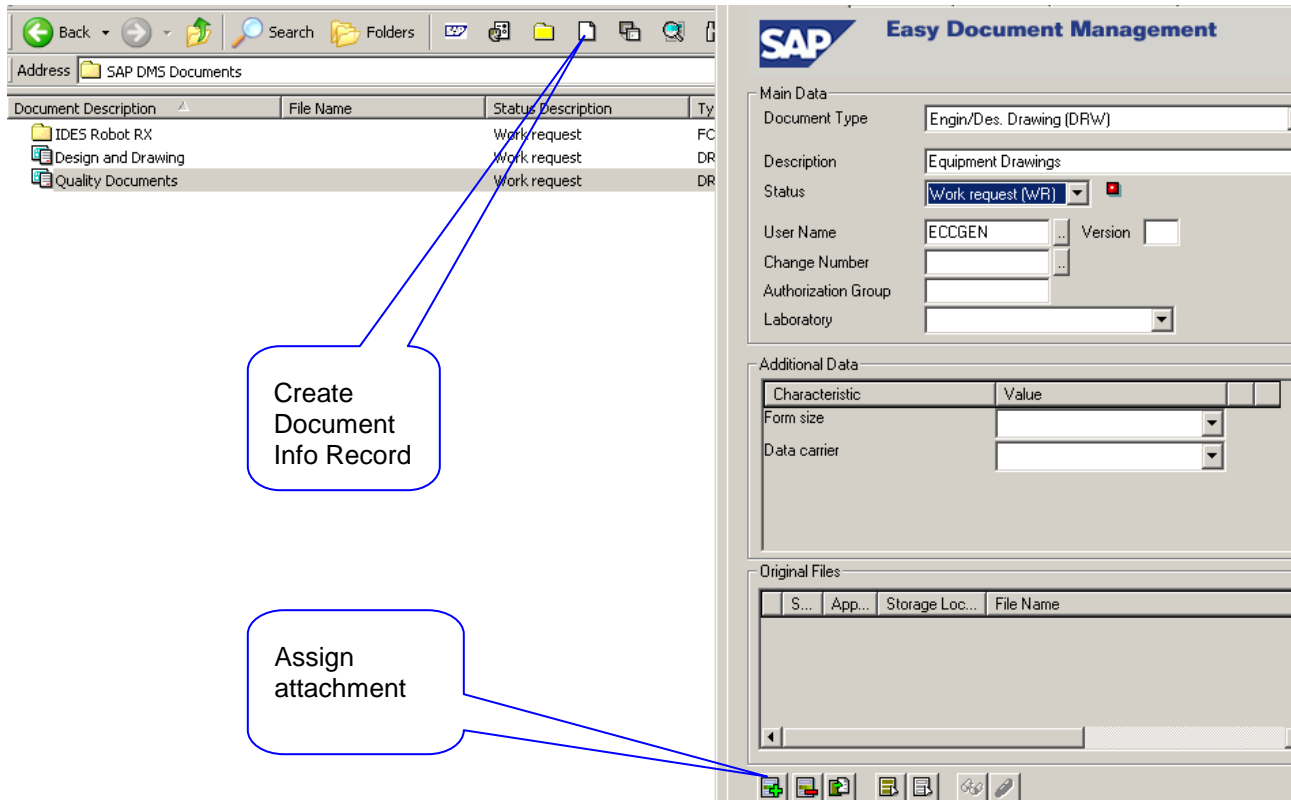 Back
Search
Folders
SAP
Address
SAP DMS Documents
Document Description
File Name
Status Description
Ty
IDES Robot RX
Work request
FO
Design and Drawing
Work request
DR
Quality Documents
Work request
DR
Create
Document
Info Record
Assign
attachment
SAP
Easy Document Management
Main Data
Document Type
Engin/Des. Drawing (DRW)
Description
Equipment Drawings
Status
Work request (WR)
User Name
ECCGEN
..
Version
Change Number
..
Authorization Group
Laboratory
Additional Data
Characteristic
Value
Form size
Data carrier
Original Files
S...
App...
Storage Loc...
File Name